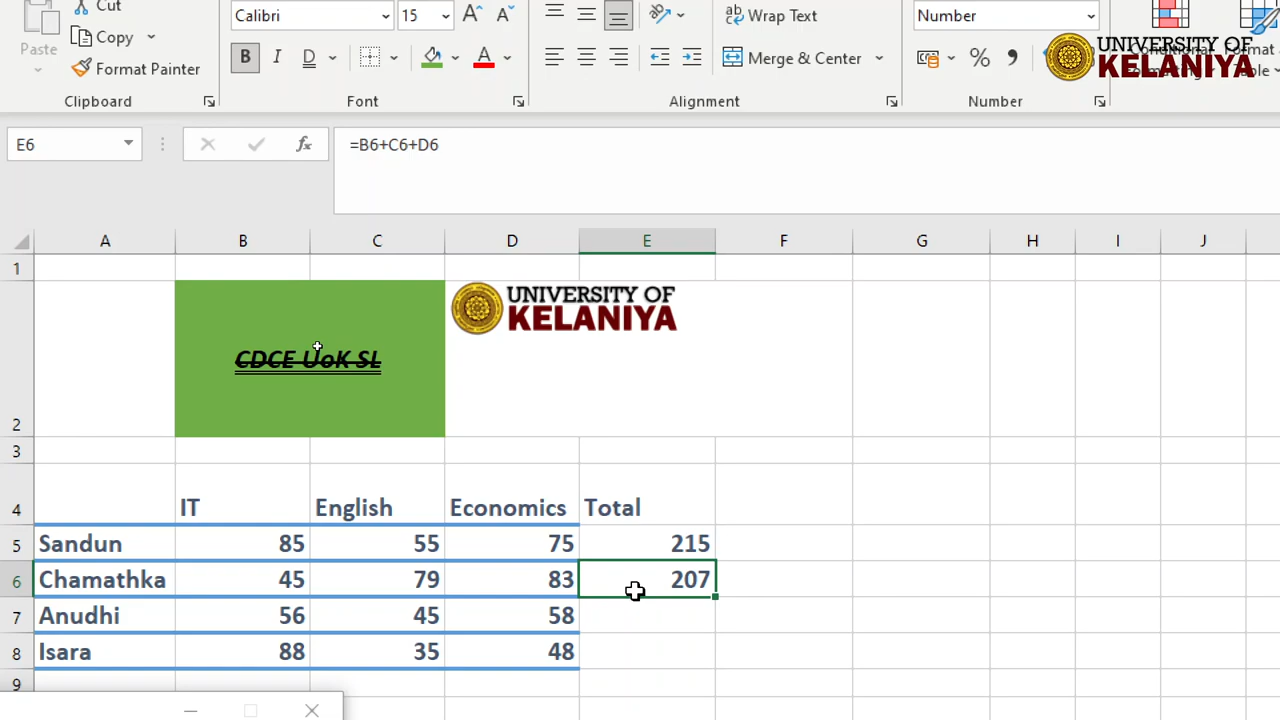 Cut
Calibri 15 Wrap Text Number
Paste Copy
B I D Merge & Center % UNIVERSITY OF
KELANIYA
Format Painter
Clipboard Font Alignment Number
E6 fx =B6+C6+D6
A B C D E F G H I J
1
UNIVERSITY OF
KELANIYA
CDCE UoK SL
2
3
4 IT English Economics Total
5 Sandun 85 55 75 215
6 Chamathka 45 79 83 207
7 Anudhi 56 45 58
8 Isara 88 35 48
9